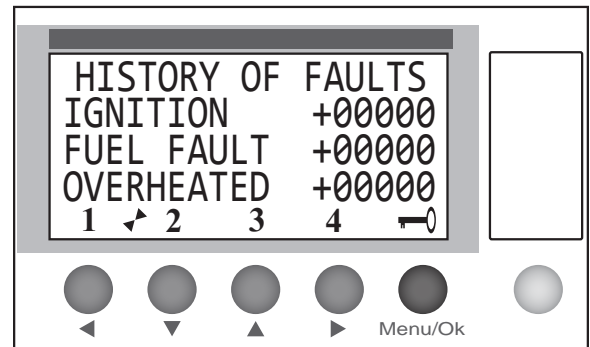 HISTORY OF FAULTS
IGNITION +00000
FUEL FAULT +00000
OVERHEATED +00000
1 2 3 4
Menu/Ok